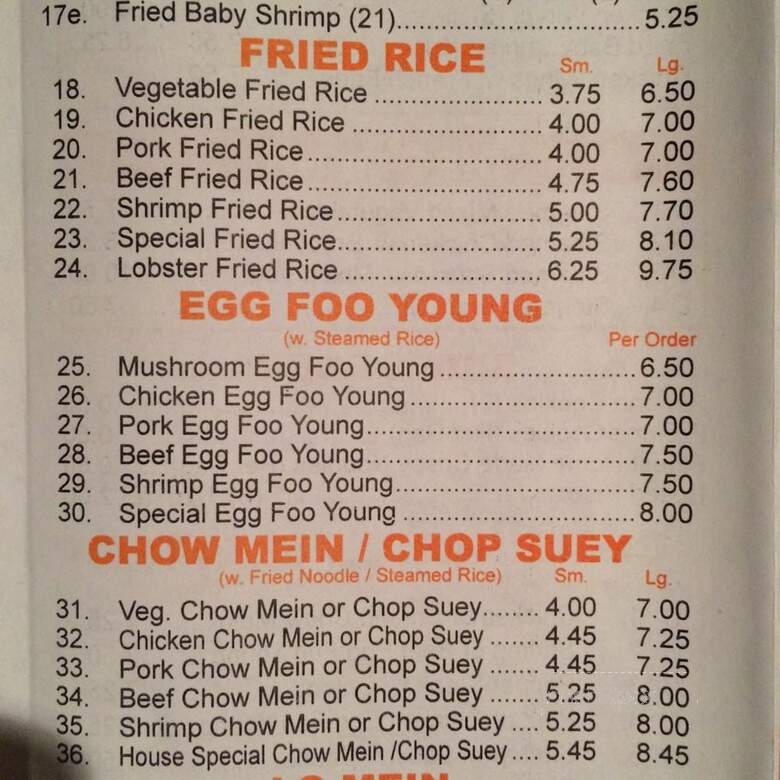 17e. Fried Baby Shrimp (21)..................................5.25
FRIED RICE Sm. Lg.
18. Vegetable Fried Rice ....................... 3.75 6.50
19. Chicken Fried Rice .......................... 4.00 7.00
20. Pork Fried Rice................................ 4.00 7.00
21. Beef Fried Rice................................ 4.75 7.60
22. Shrimp Fried Rice............................ 5.00 7.70
23. Special Fried Rice............................ 5.25 8.10
24. Lobster Fried Rice ........................... 6.25 9.75
EGG FOO YOUNG
(w. Steamed Rice) Per Order
25. Mushroom Egg Foo Young ..........................6.50
26. Chicken Egg Foo Young ..............................7.00
27. Pork Egg Foo Young.....................................7.00
28. Beef Egg Foo Young.....................................7.50
29. Shrimp Egg Foo Young.................................7.50
30. Special Egg Foo Young ................................8.00
CHOW MEIN / CHOP SUEY
(w. Fried Noodle / Steamed Rice) Sm. Lg.
31. Veg. Chow Mein or Chop Suey........ 4.00 7.00
32. Chicken Chow Mein or Chop Suey ....... 4.45 7.25
33. Pork Chow Mein or Chop Suey ....... 4.45 7.25
34. Beef Chow Mein or Chop Suey ....... 5.25 8.00
35. Shrimp Chow Mein or Chop Suey .... 5.25 8.00
36. House Special Chow Mein /Chop Suey .... 5.45 8.45
LO MEIN